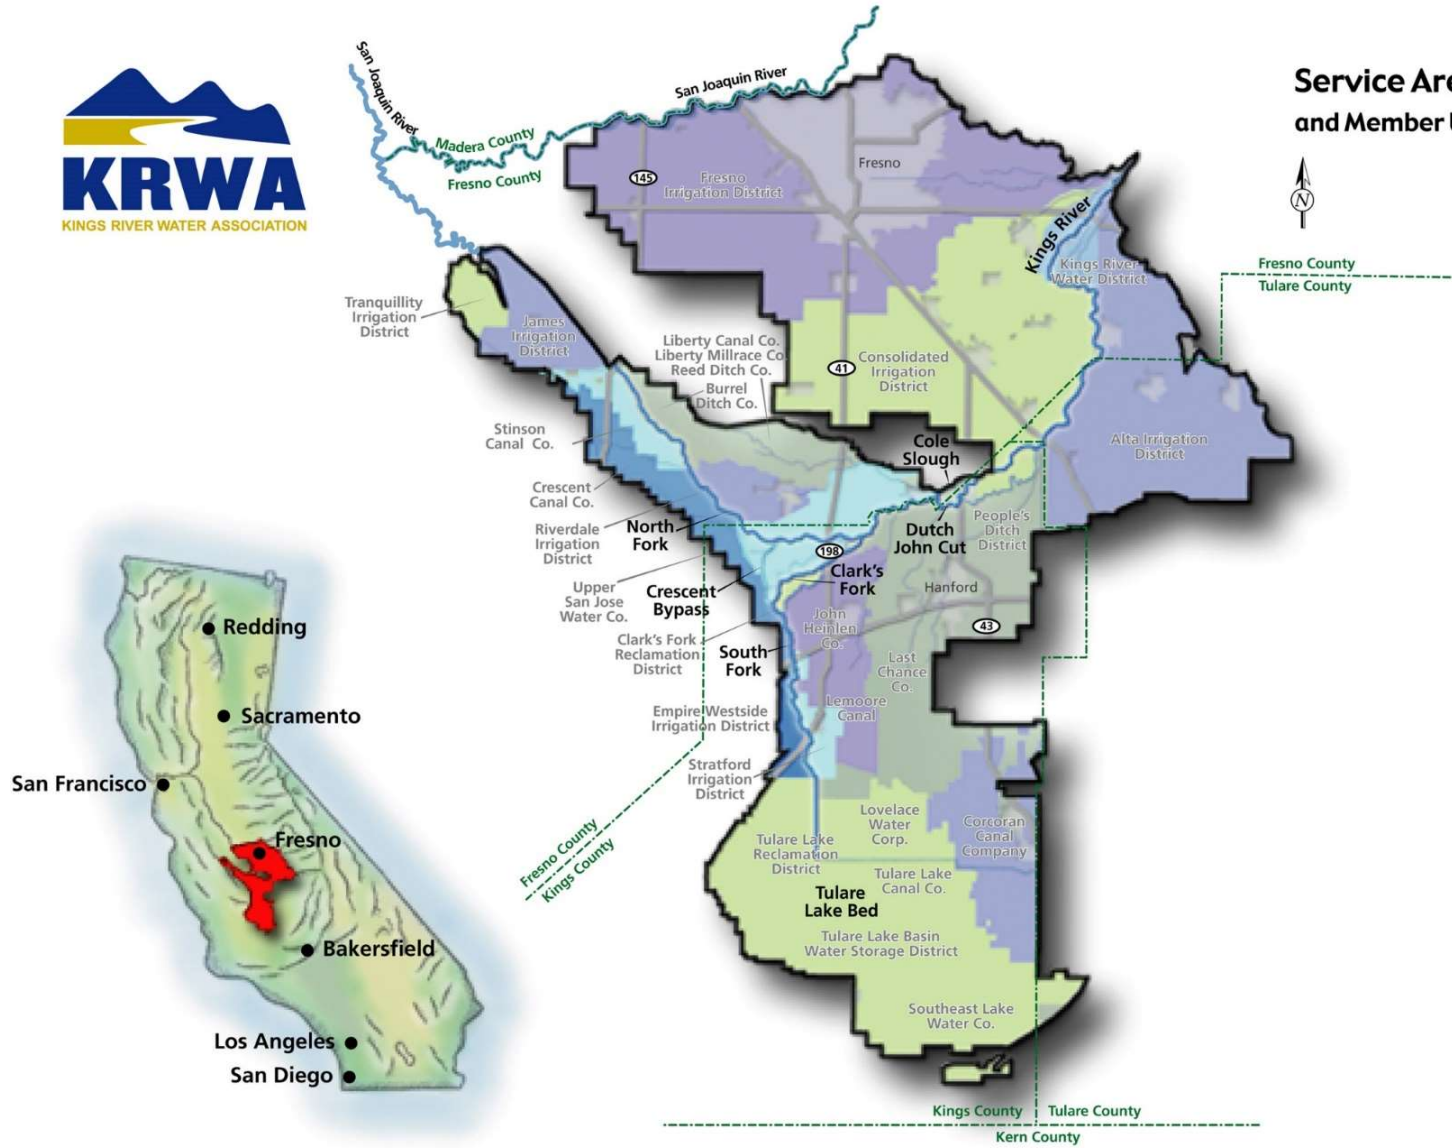 KRWA
KINGS RIVER WATER ASSOCIATION
Service Are
and Member
N
San Joaquin River
San Joaquin River
Madera County
Fresno County
145
Fresno
Irrigation District
Fresno
Kings River
Kings River
Water District
Fresno County
Tulare County
Tranquillity
Irrigation
District
James
Irrigation
District
Liberty Canal Co.
Liberty Millrace Co.
Reed Ditch Co.
Burrel
Ditch Co.
41
Consolidated
Irrigation
District
Stinson
Canal Co.
Cole
Slough
Alta Irrigation
District
Crescent
Canal Co.
Riverdale
Irrigation
District
North
Fork
Dutch
John Cut
People's
Ditch
District
198
Upper
San Jose
Water Co.
Crescent
Bypass
Clark's
Fork
Hanford
John
Heinlen
Co.
43
Clark's Fork
Reclamation
District
South
Fork
Last
Chance
Co.
Lemoore
Canal
Empire Westside
Irrigation District
Stratford
Irrigation
District
Lovelace
Water
Corp.
Corcoran
Canal
Company
Tulare Lake
Reclamation
District
Tulare Lake
Canal Co.
Tulare
Lake Bed
Tulare Lake Basin
Water Storage District
Southeast Lake
Water Co.
Fresno County
Kings County
Kings County
Tulare County
Kern County
Redding
Sacramento
San Francisco
Fresno
Bakersfield
Los Angeles
San Diego